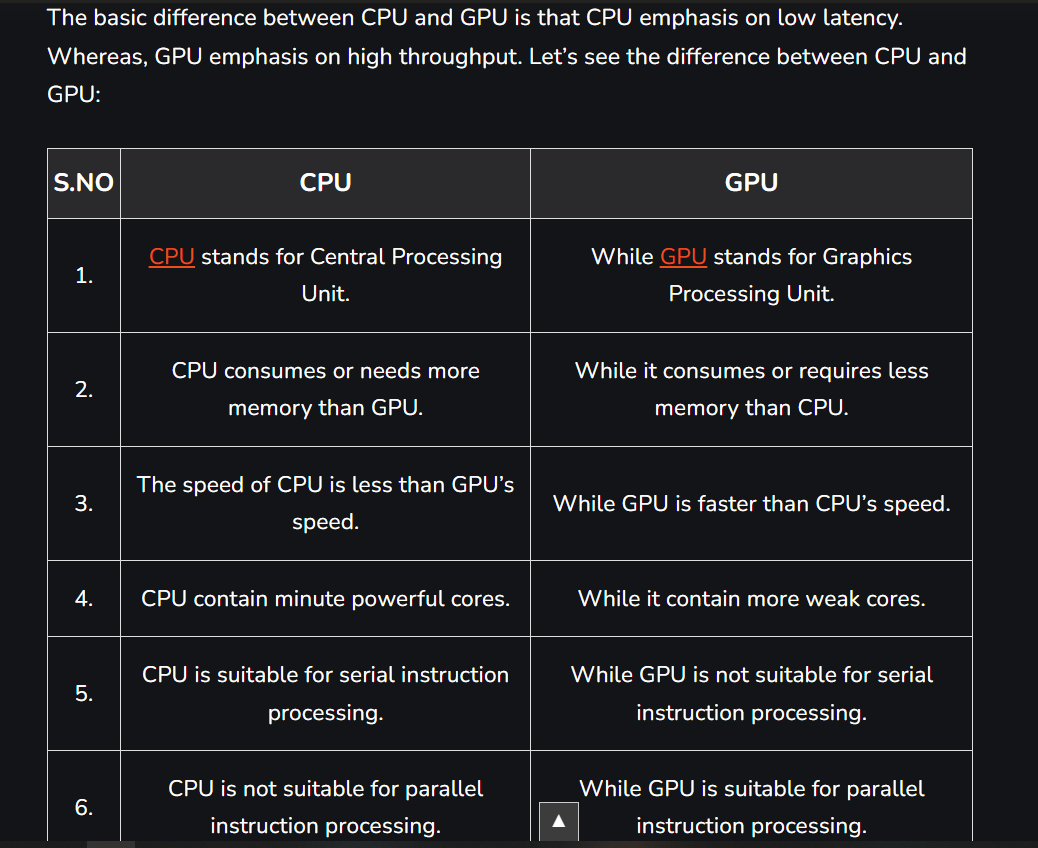 The basic difference between CPU and GPU is that CPU emphasis on low latency.
Whereas, GPU emphasis on high throughput. Let’s see the difference between CPU and
GPU:
S.NO CPU GPU
1.
CPU stands for Central Processing
Unit.
While GPU stands for Graphics
Processing Unit.
2.
CPU consumes or needs more
memory than GPU.
While it consumes or requires less
memory than CPU.
3.
The speed of CPU is less than GPU’s
speed.
While GPU is faster than CPU’s speed.
4.
CPU contain minute powerful cores.
While it contain more weak cores.
5.
CPU is suitable for serial instruction
processing.
While GPU is not suitable for serial
instruction processing.
6.
CPU is not suitable for parallel
instruction processing.
While GPU is suitable for parallel
instruction processing.